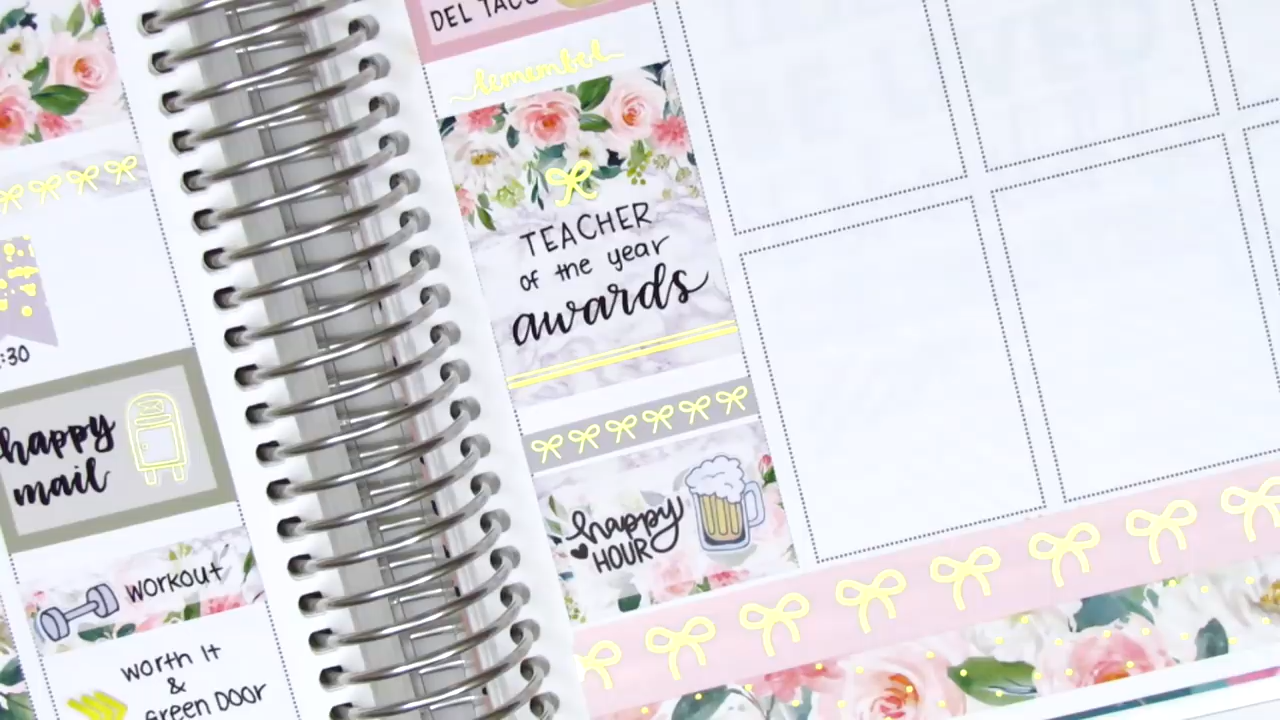 :30
happy
mail
workout
worth it
&
Green Door
DEL TACO
remember
TEACHER
of the year
awards
happy
HOUR